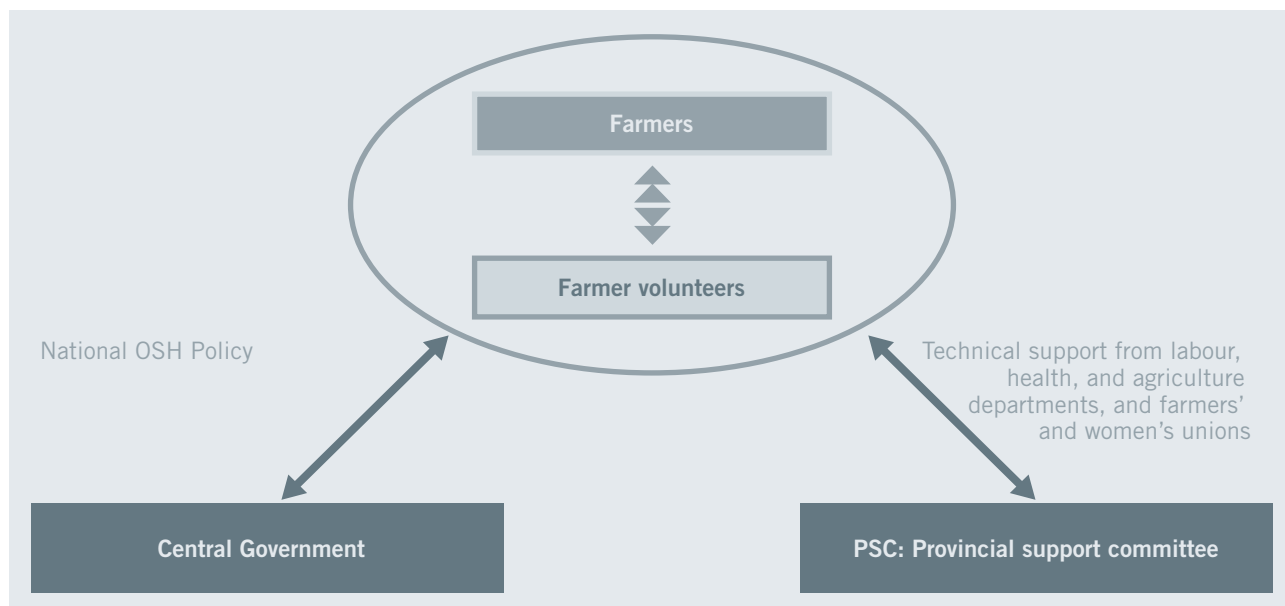 Farmers
Farmer volunteers
National OSH Policy
Technical support from labour,
health, and agriculture
departments, and farmers’
and women’s unions
Central Government
PSC: Provincial support committee